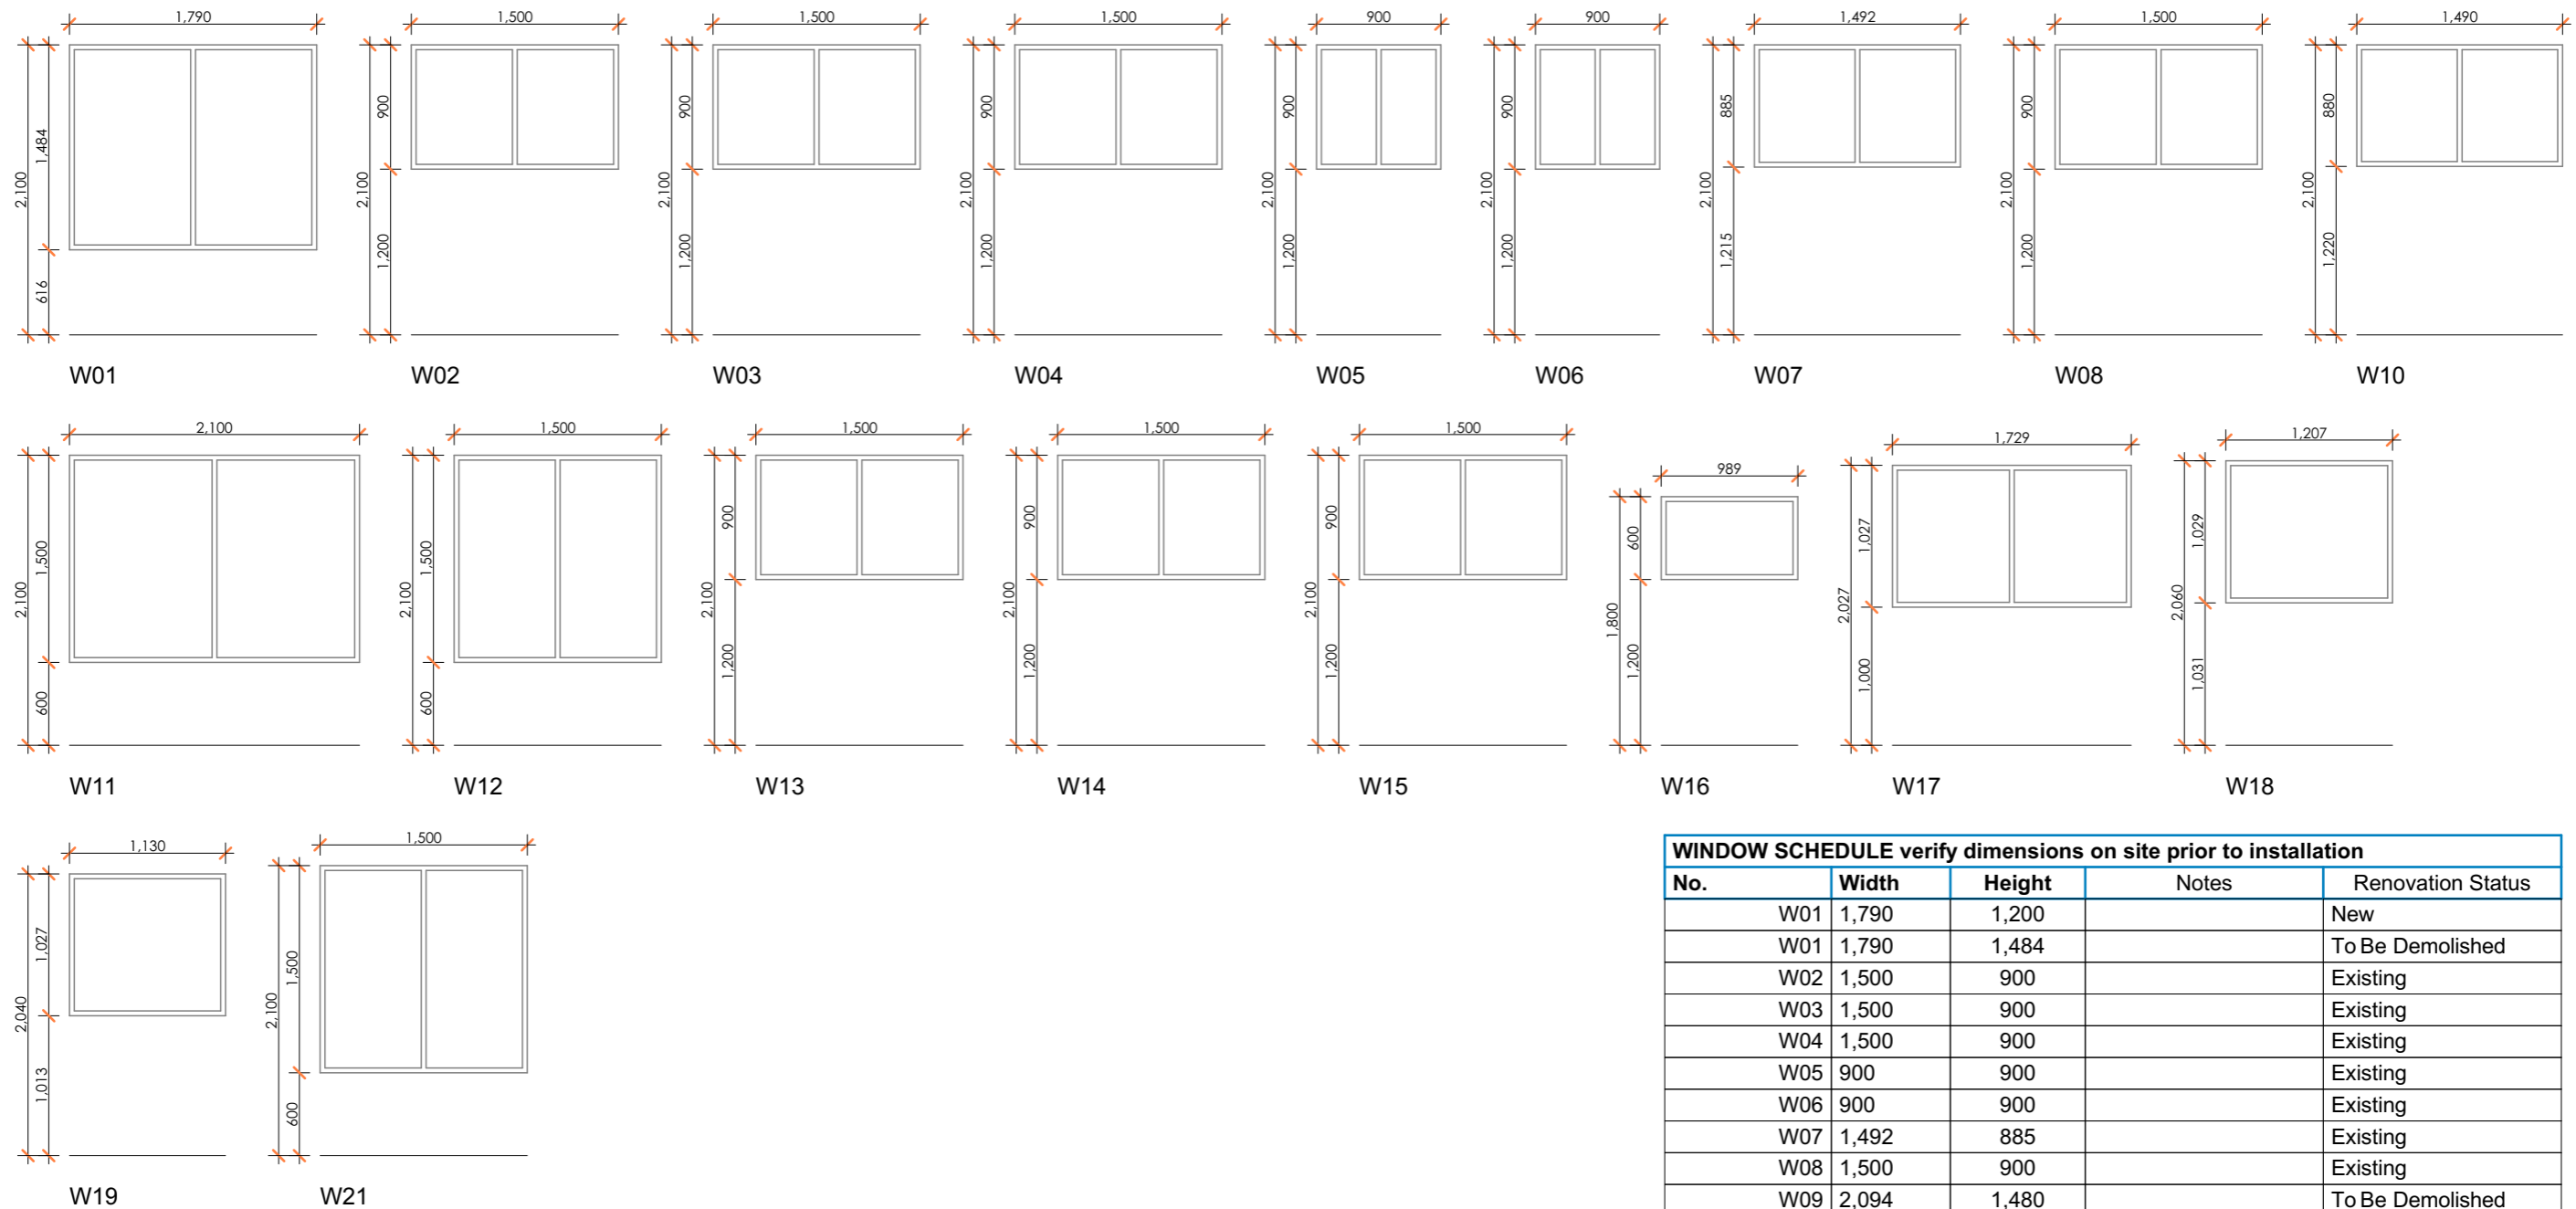 1,790 1,500 1,500 1,500 900 900 1,492 1,500 1,490
2,100 1,484 616 2,100 900 1,200 2,100 900 1,200 2,100 900 1,200 2,100 900 1,200 2,100 900 1,200 2,100 885 1,215 2,100 900 1,200 2,100 880 1,220
W01 W02 W03 W04 W05 W06 W07 W08 W10
2,100 1,500 1,500 1,500 1,500 989 1,729 1,207
2,100 1,500 600 2,100 1,500 600 2,100 900 1,200 2,100 900 1,200 2,100 900 1,200 1,800 600 1,200 2,027 1,027 1,000 2,060 1,029 1,031
W11 W12 W13 W14 W15 W16 W17 W18
1,130 1,500
2,040 1,027 1,013 2,100 1,500 600
W19 W21
WINDOW SCHEDULE verify dimensions on site prior to installation
No. Width Height Notes Renovation Status
W01 1,790 1,200 New
W01 1,790 1,484 To Be Demolished
W02 1,500 900 Existing
W03 1,500 900 Existing
W04 1,500 900 Existing
W05 900 900 Existing
W06 900 900 Existing
W07 1,492 885 Existing
W08 1,500 900 Existing
W09 2,094 1,480 To Be Demolished